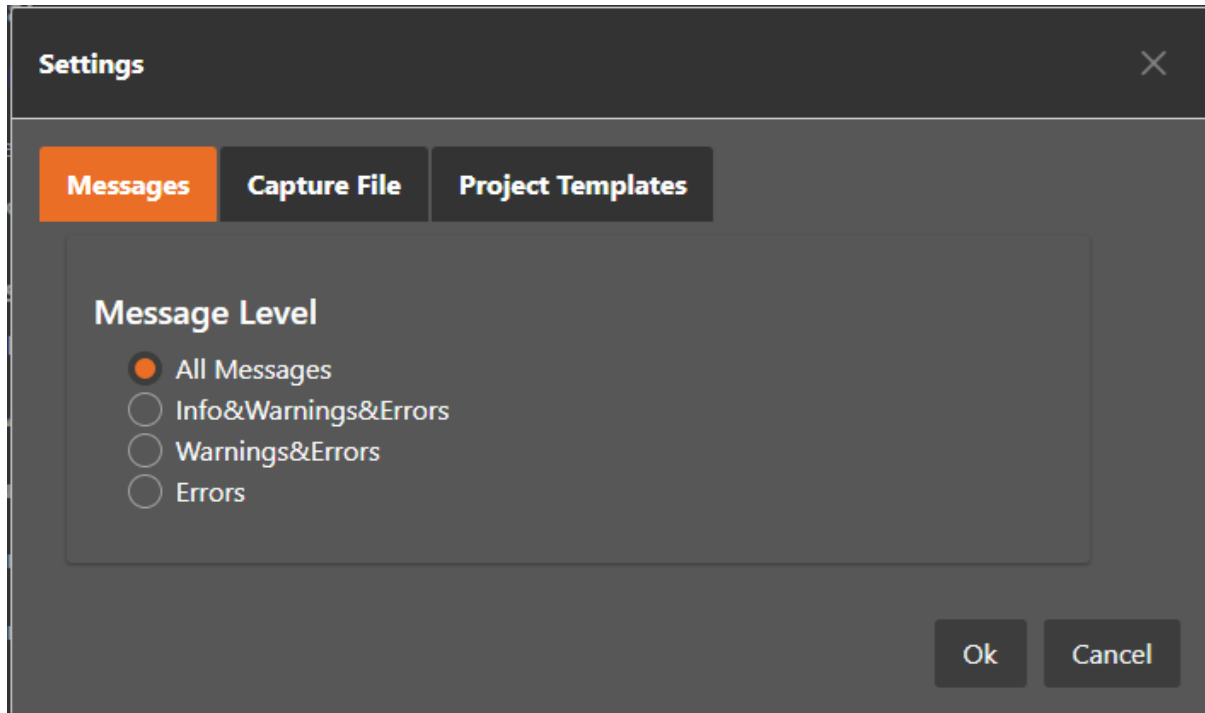 Settings
Messages Capture File Project Templates
Message Level
All Messages
Info&Warnings&Errors
Warnings&Errors
Errors
Ok Cancel